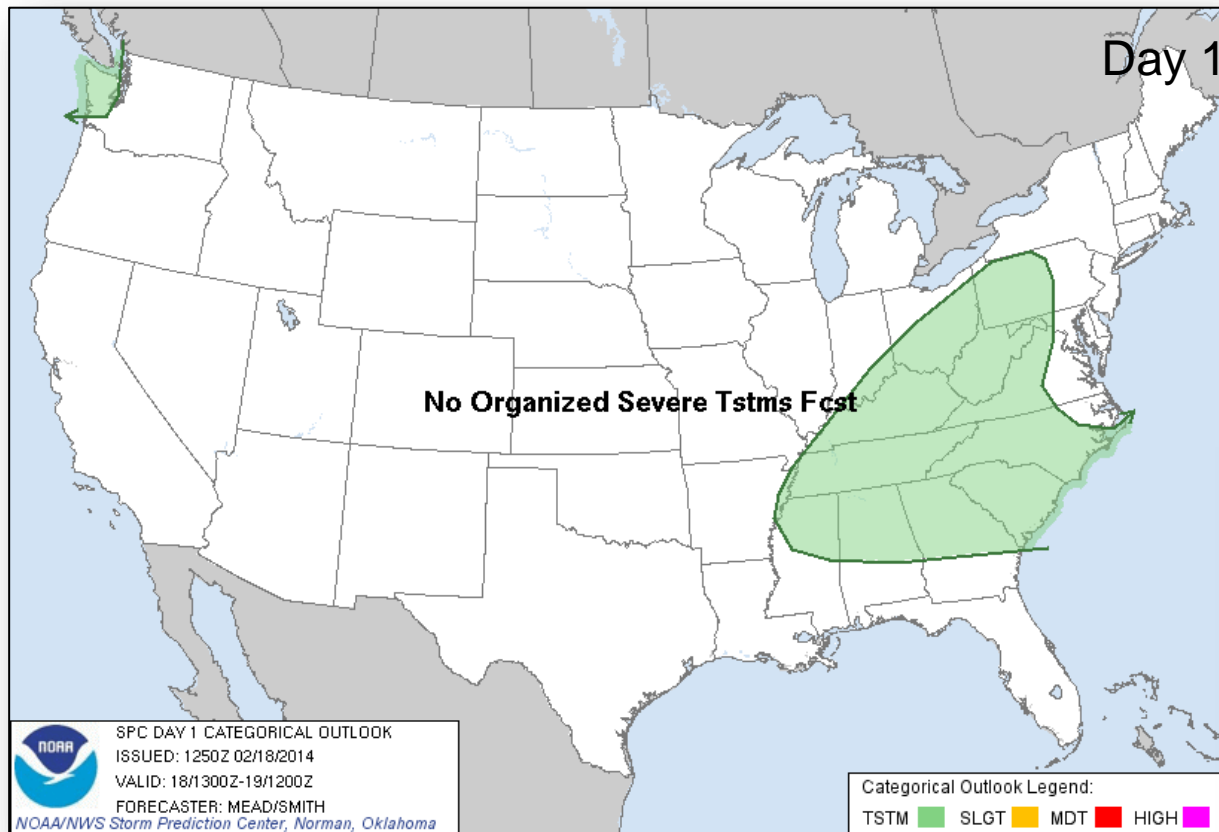 Day 1
No Organized Severe Tstms Fcst
NOAA
SPC DAY 1 CATEGORICAL OUTLOOK
ISSUED: 1250Z 02/18/2014
VALID: 18/1300Z-19/1200Z
FORECASTER: MEAD/SMITH
NOAA/NWS Storm Prediction Center, Norman, Oklahoma
Categorical Outlook Legend:
TSTM SLGT MDT HIGH